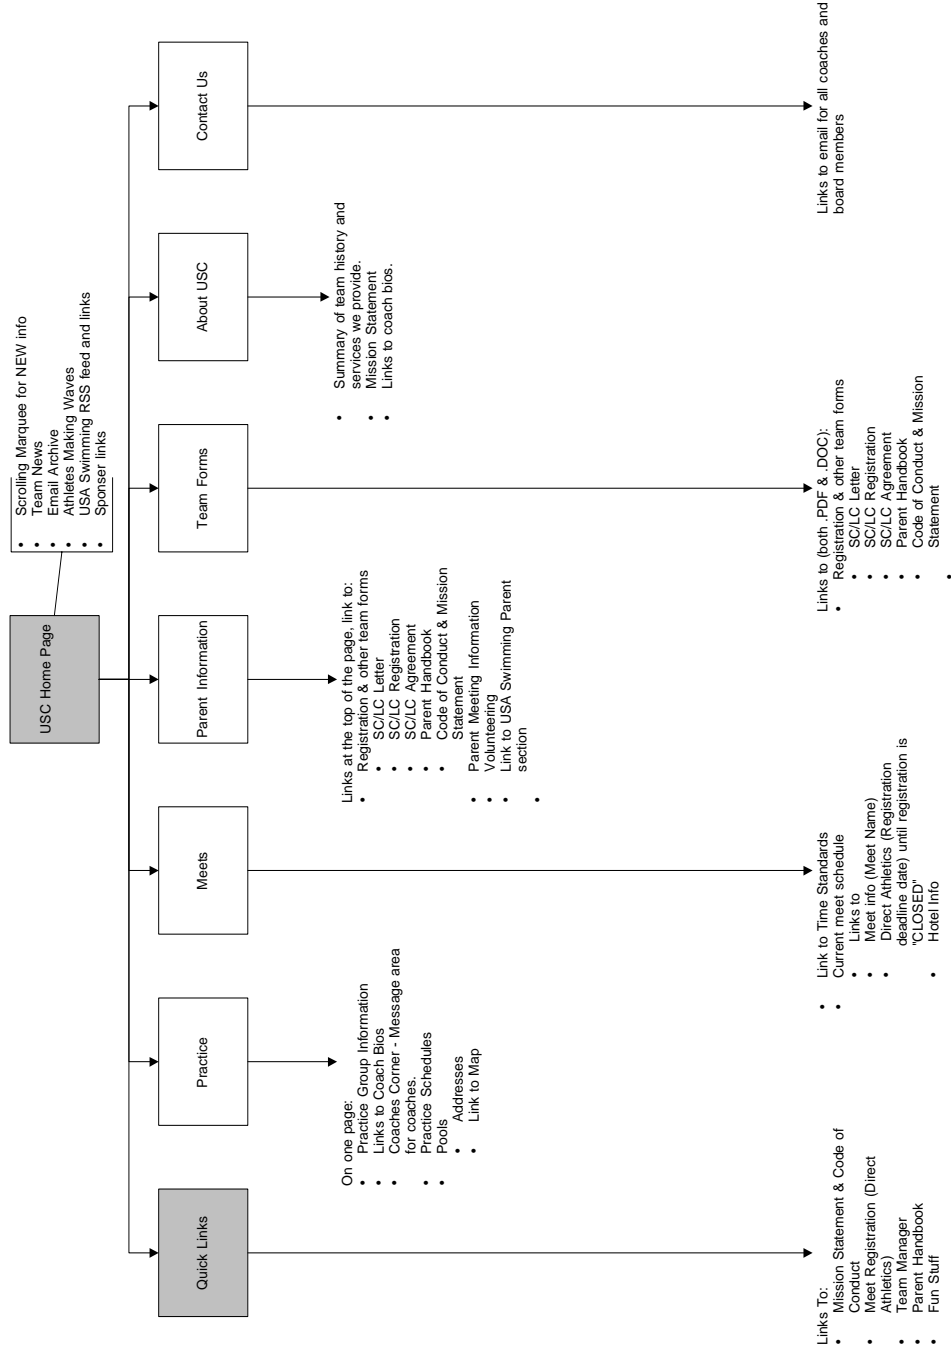 USC Home Page
• Scrolling Marquee for NEW info
• Team News
• Email Archive
• Athletes Making Waves
• USA Swimming RSS feed and links
• Sponser links
Quick Links
Practice
Meets
Parent Information
Team Forms
About USC
Contact Us
Links To:
• Mission Statement & Code of
Conduct
• Meet Registration (Direct
Athletics)
• Team Manager
• Parent Handbook
• Fun Stuff
On one page:
• Practice Group Information
• Links to Coach Bios
• Coaches Corner - Message area
for coaches.
• Practice Schedules
• Pools
• Addresses
• Link to Map
• Link to Time Standards
• Current meet schedule
• Links to
• Meet info (Meet Name)
• Direct Athletics (Registration
deadline date) until registration is
"CLOSED"
• Hotel Info
Links at the top of the page, link to:
• Registration & other team forms
• SC/LC Letter
• SC/LC Registration
• SC/LC Agreement
• Parent Handbook
• Code of Conduct & Mission
Statement
• Parent Meeting Information
• Volunteering
• Link to USA Swimming Parent
section
•
Links to (both .PDF & .DOC):
• Registration & other team forms
• SC/LC Letter
• SC/LC Registration
• SC/LC Agreement
• Parent Handbook
• Code of Conduct & Mission
Statement
•
• Summary of team history and
services we provide.
• Mission Statement
• Links to coach bios.
Links to email for all coaches and
board members